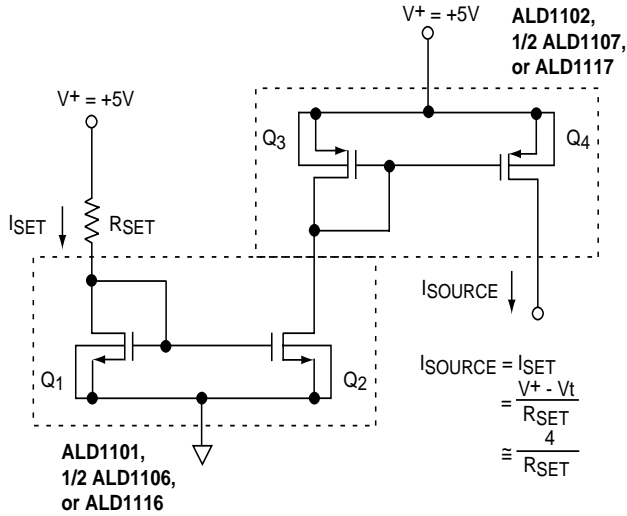 V+ = +5V
ALD1102,
1/2 ALD1107,
or ALD1117
V+ = +5V
Q3
Q4
ISET
RSET
ISOURCE
Q1
Q2
ISOURCE = ISET
= V+ - Vt
RSET
≅ 4
RSET
ALD1101,
1/2 ALD1106,
or ALD1116